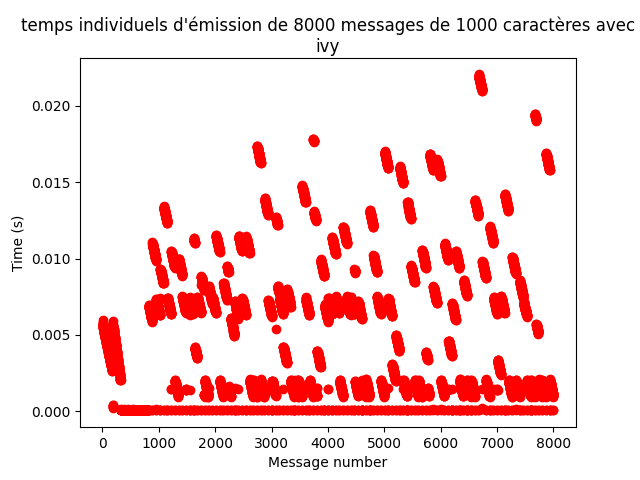 temps individuels d'émission de 8000 messages de 1000 caractères avec
ivy
0.020
0.015
0.010
0.005
0.000
Time (s)
0 1000 2000 3000 4000 5000 6000 7000 8000
Message number